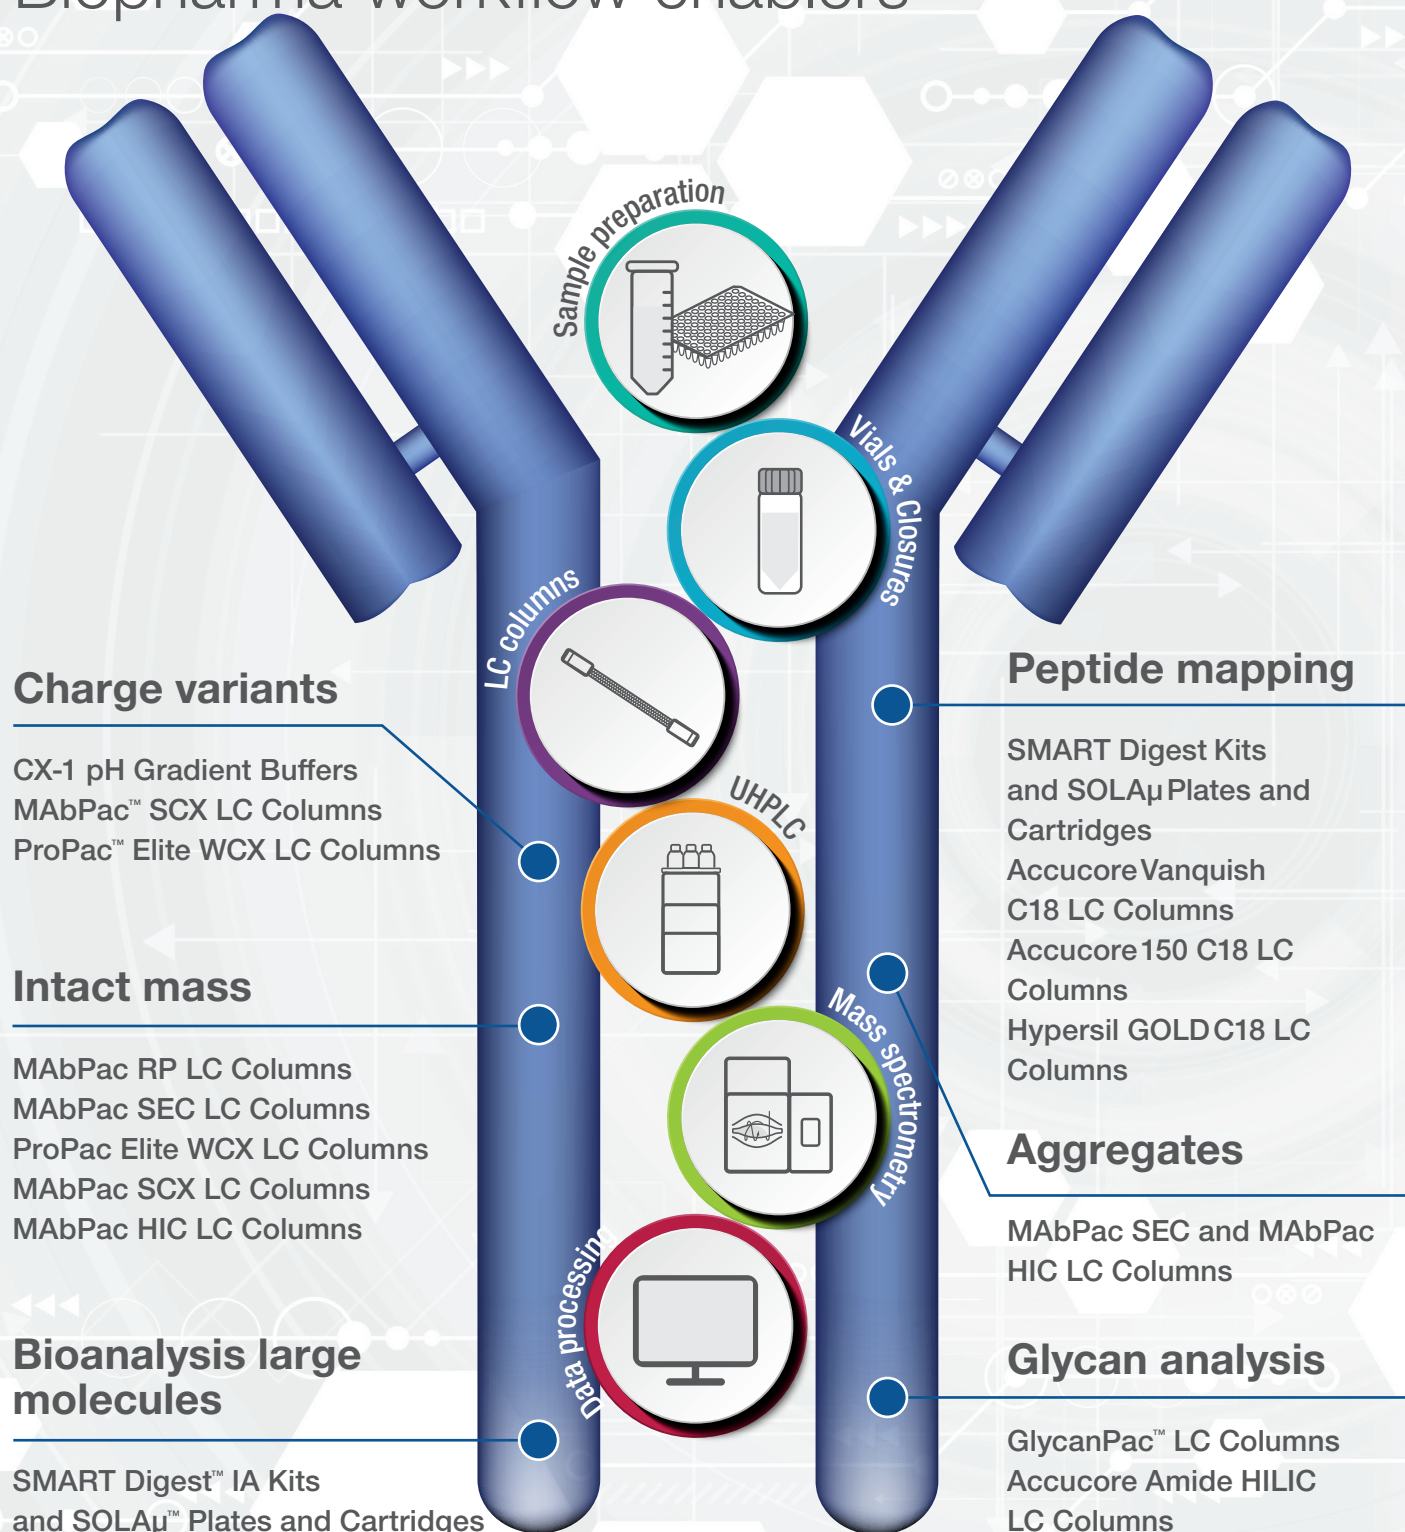 Biopharma workflow enablers
Sample preparation
Vials & Closures
LC columns
UHPLC
Mass spectrometry
Data processing
Charge variants
CX-1 pH Gradient Buffers
MAbPac™ SCX LC Columns
ProPac™ Elite WCX LC Columns
Intact mass
MAbPac RP LC Columns
MAbPac SEC LC Columns
ProPac Elite WCX LC Columns
MAbPac SCX LC Columns
MAbPac HIC LC Columns
Bioanalysis large
molecules
SMART Digest™ IA Kits
and SOLAµ™ Plates and Cartridges
Peptide mapping
SMART Digest Kits
and SOLAµ Plates and
Cartridges
Accucore Vanquish
C18 LC Columns
Accucore 150 C18 LC
Columns
Hypersil GOLD C18 LC
Columns
Aggregates
MAbPac SEC and MAbPac
HIC LC Columns
Glycan analysis
GlycanPac™ LC Columns
Accucore Amide HILIC
LC Columns